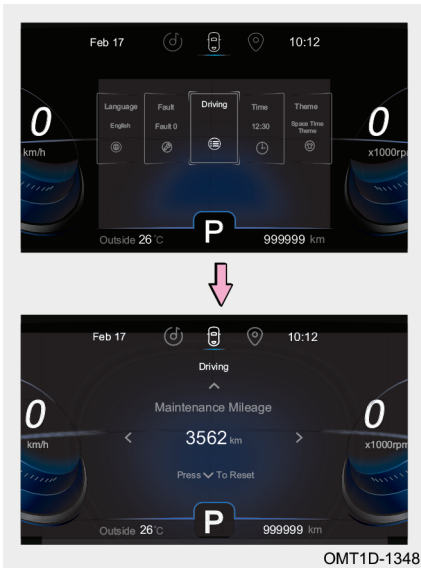 Feb 17 10:12
Language Fault Driving Time Theme
English Fault 0 12:30 Space Time
Theme
0 0
km/h x1000rp
P
Outside 26°C 999999 km
Feb 17 10:12
Driving
Maintenance Mileage
0 0
3562 km
km/h x1000rpm
Press To Reset
P
Outside 26°C 999999 km
OMT1D-1348